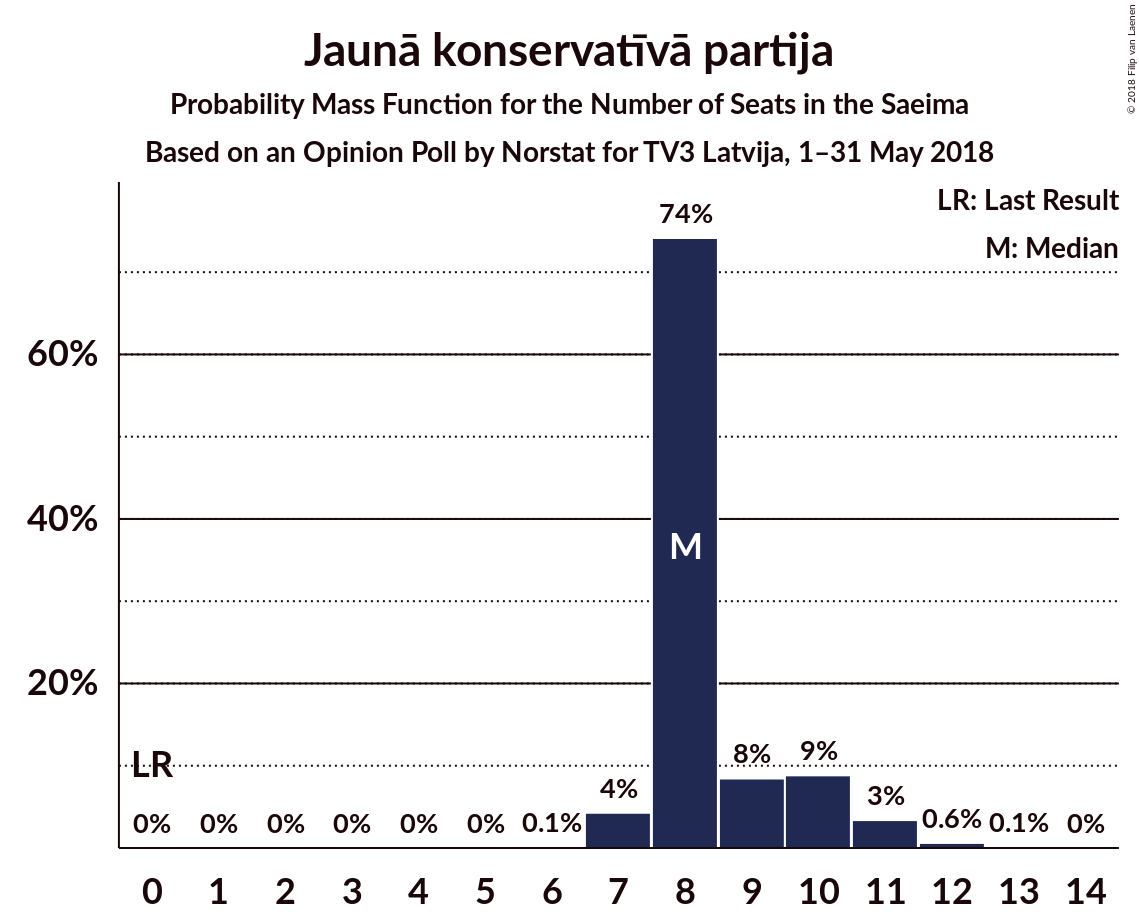 Jaunā konservatīvā partija
Probability Mass Function for the Number of Seats in the Saeima
Based on an Opinion Poll by Norstat for TV3 Latvija, 1–31 May 2018
© 2018 Filip van Laenen
LR: Last Result
M: Median
74%
60%
40%
M
20%
LR
0% 0% 0% 0% 0% 0% 0.1% 4% 8% 9% 3% 0.6% 0.1% 0%
0 1 2 3 4 5 6 7 8 9 10 11 12 13 14